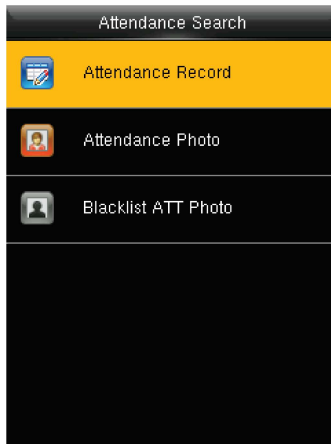 Attendance Search
Attendance Record
Attendance Photo
Blacklist ATT Photo